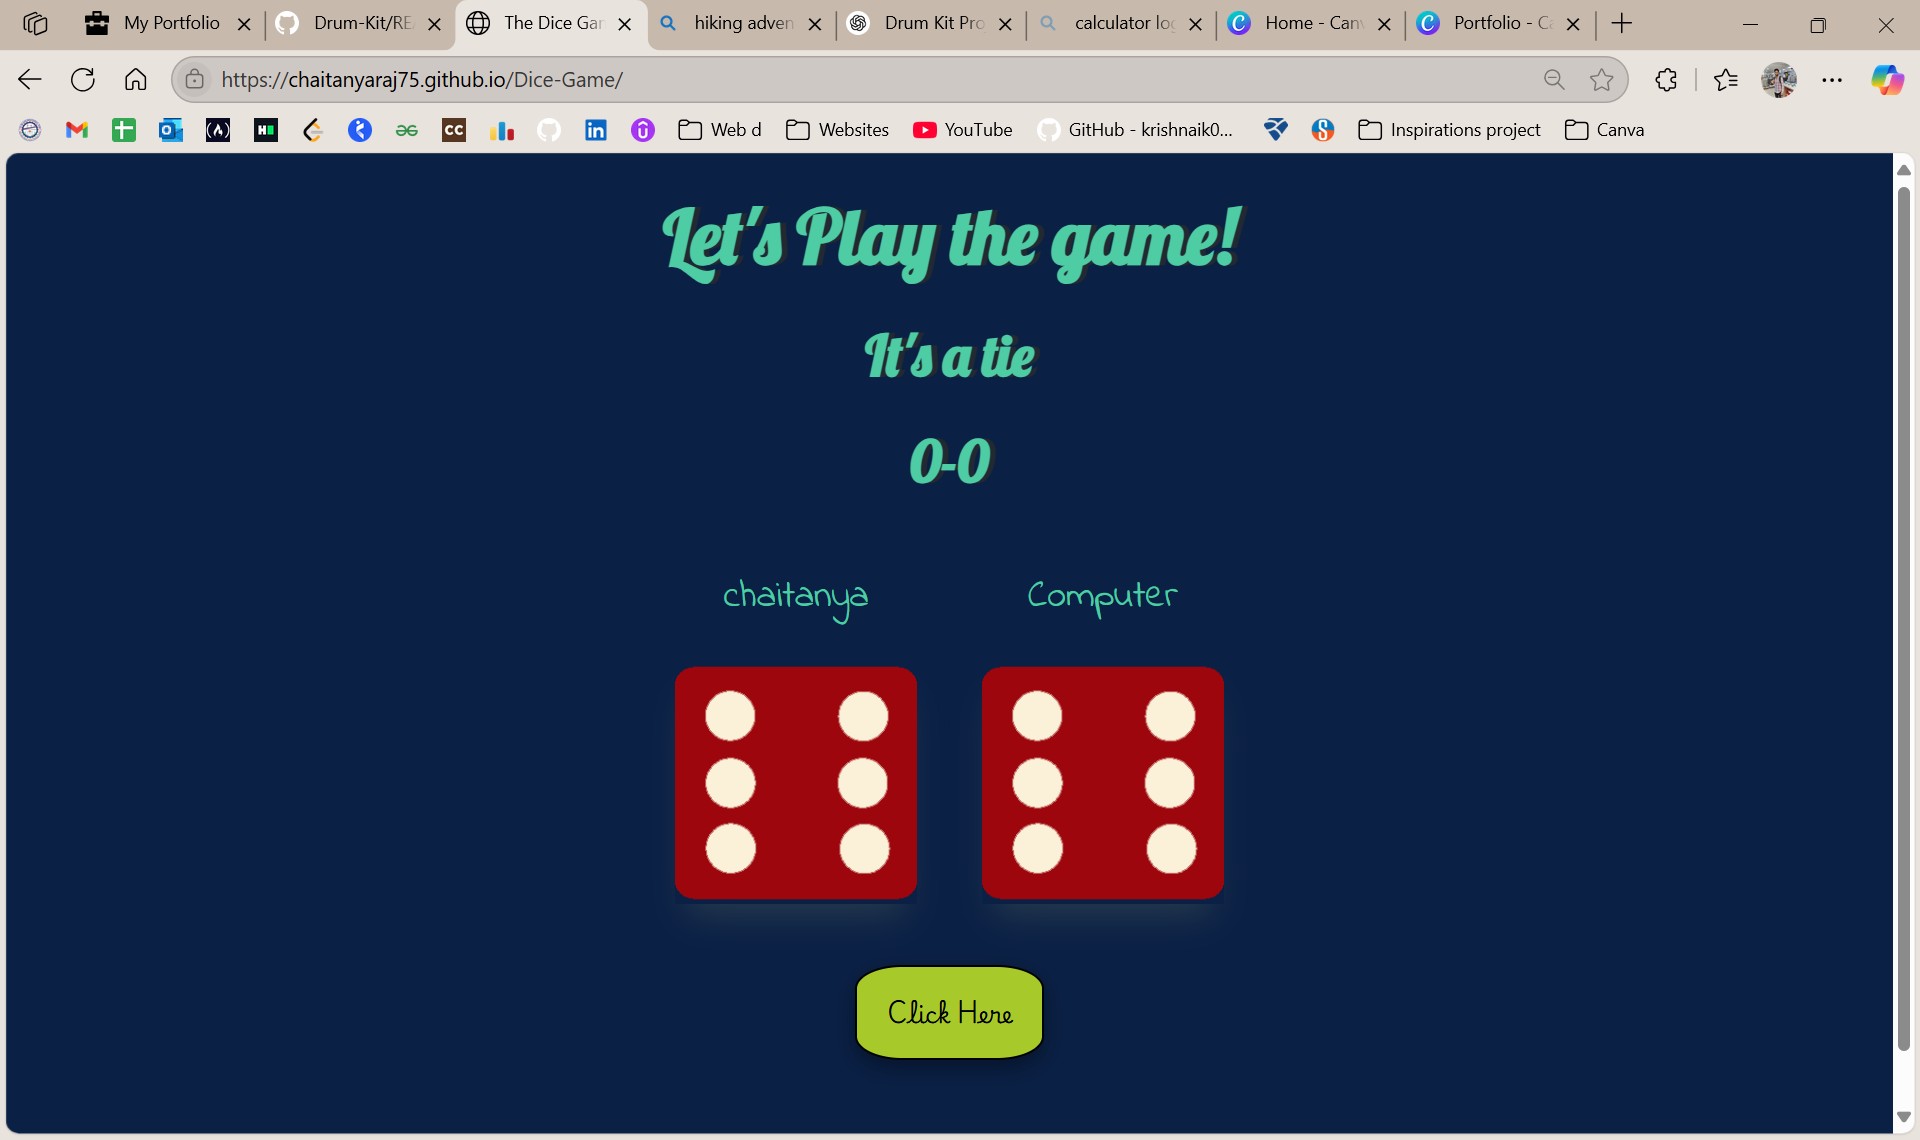 My Portfolio
Drum-Kit/RE
The Dice Gar
hiking adven
Drum Kit Pro
calculator lo
Home - Can
Portfolio - C
https://chaitanyaraj75.github.io/Dice-Game/
Web d
Websites
YouTube
GitHub - krishnaik0...
Inspirations project
Canva
Let's Play the game!
It's a tie
0-0
chaitanya
Computer
Click Here